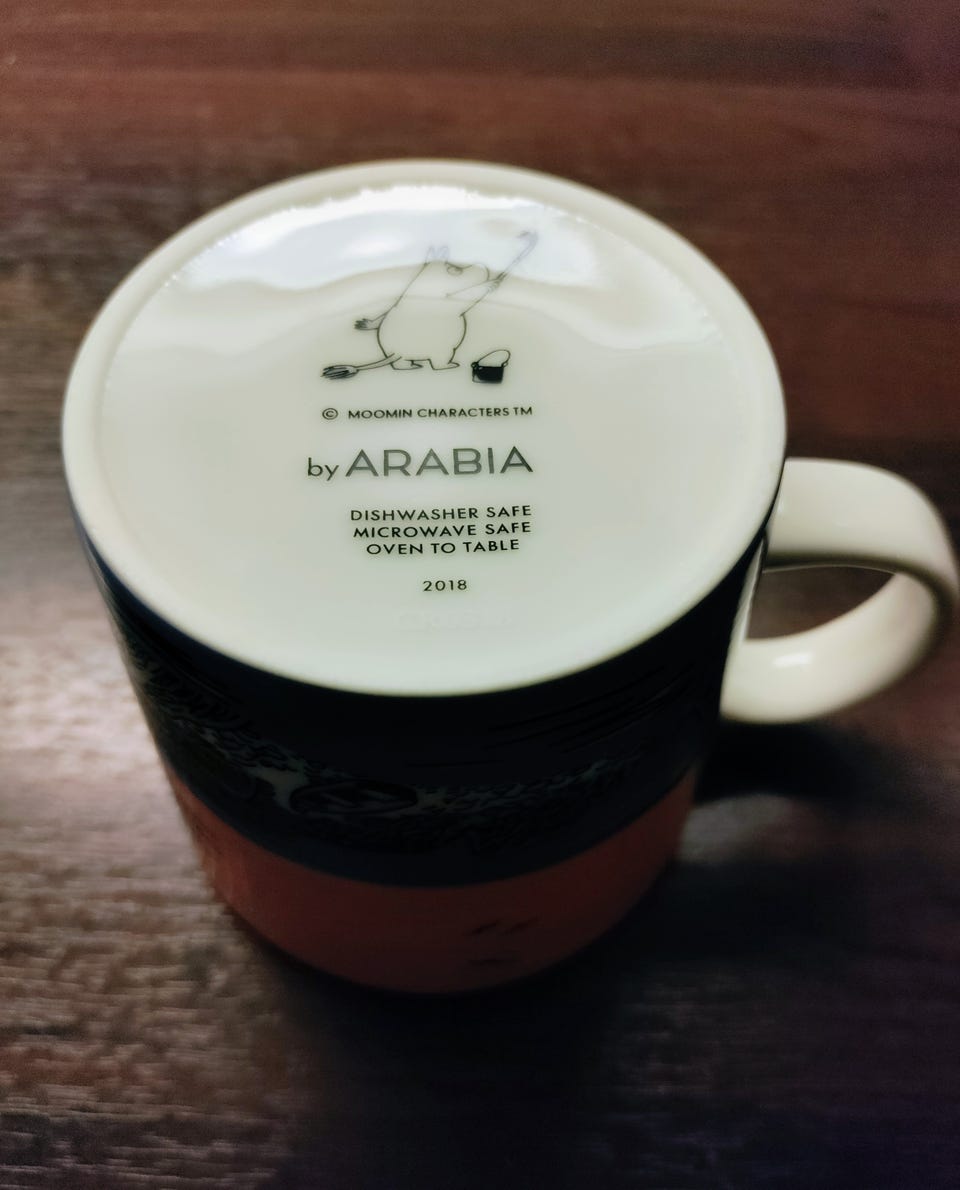 © MOOMIN CHARACTERS TM
by ARABIA
DISHWASHER SAFE
MICROWAVE SAFE
OVEN TO TABLE
2018